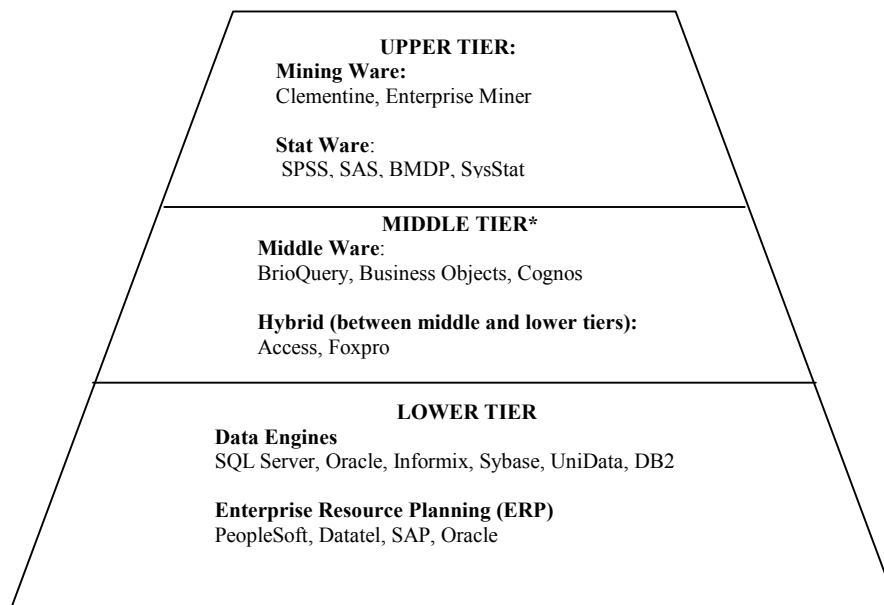 UPPER TIER:
Mining Ware:
Clementine, Enterprise Miner
Stat Ware:
SPSS, SAS, BMDP, SysStat
MIDDLE TIER*
Middle Ware:
BrioQuery, Business Objects, Cognos
Hybrid (between middle and lower tiers):
Access, Foxpro
LOWER TIER
Data Engines
SQL Server, Oracle, Informix, Sybase, UniData, DB2
Enterprise Resource Planning (ERP)
PeopleSoft, Datatel, SAP, Oracle